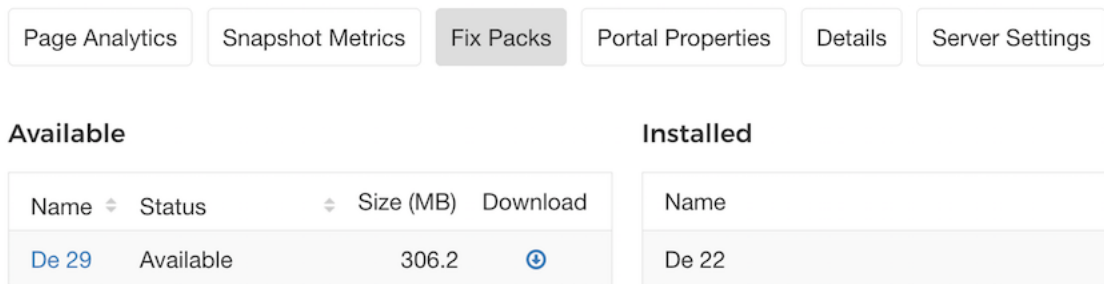 Page Analytics Snapshot Metrics Fix Packs Portal Properties Details Server Settings
Available Installed
Name Status Size (MB) Download Name
De 29 Available 306.2 De 22